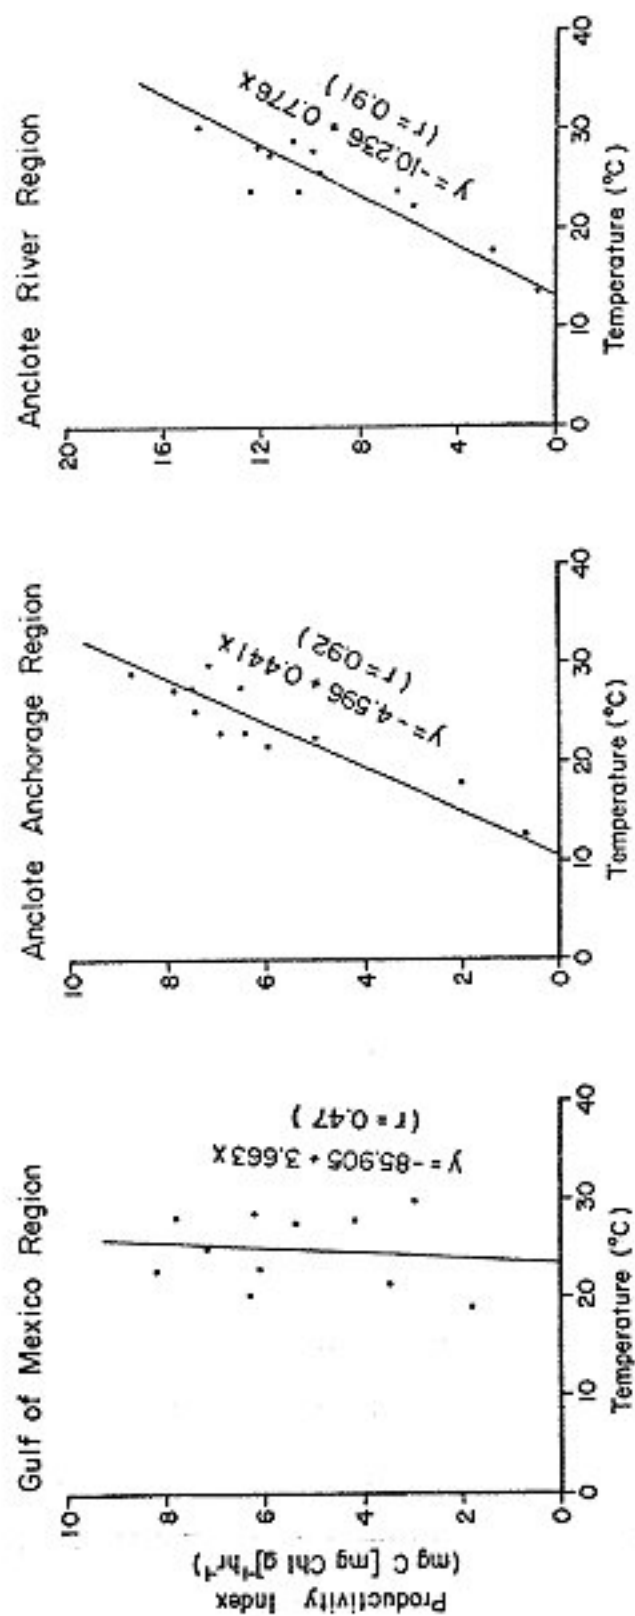 Gulf of Mexico Region
Productivity Index
(mg C [mg Chl g]⁻¹hr⁻¹)
10
8
6
4
2
0
y = -85.905 + 3.663x
(r = 0.47)
0
10
20
30
40
Temperature (°C)
Anclote Anchorage Region
10
8
6
4
2
0
y = -4.596 + 0.441x
(r = 0.92)
0
10
20
30
40
Temperature (°C)
Anclote River Region
20
16
12
8
4
0
y = -10.236 + 0.776x
(r = 0.91)
0
10
20
30
40
Temperature (°C)